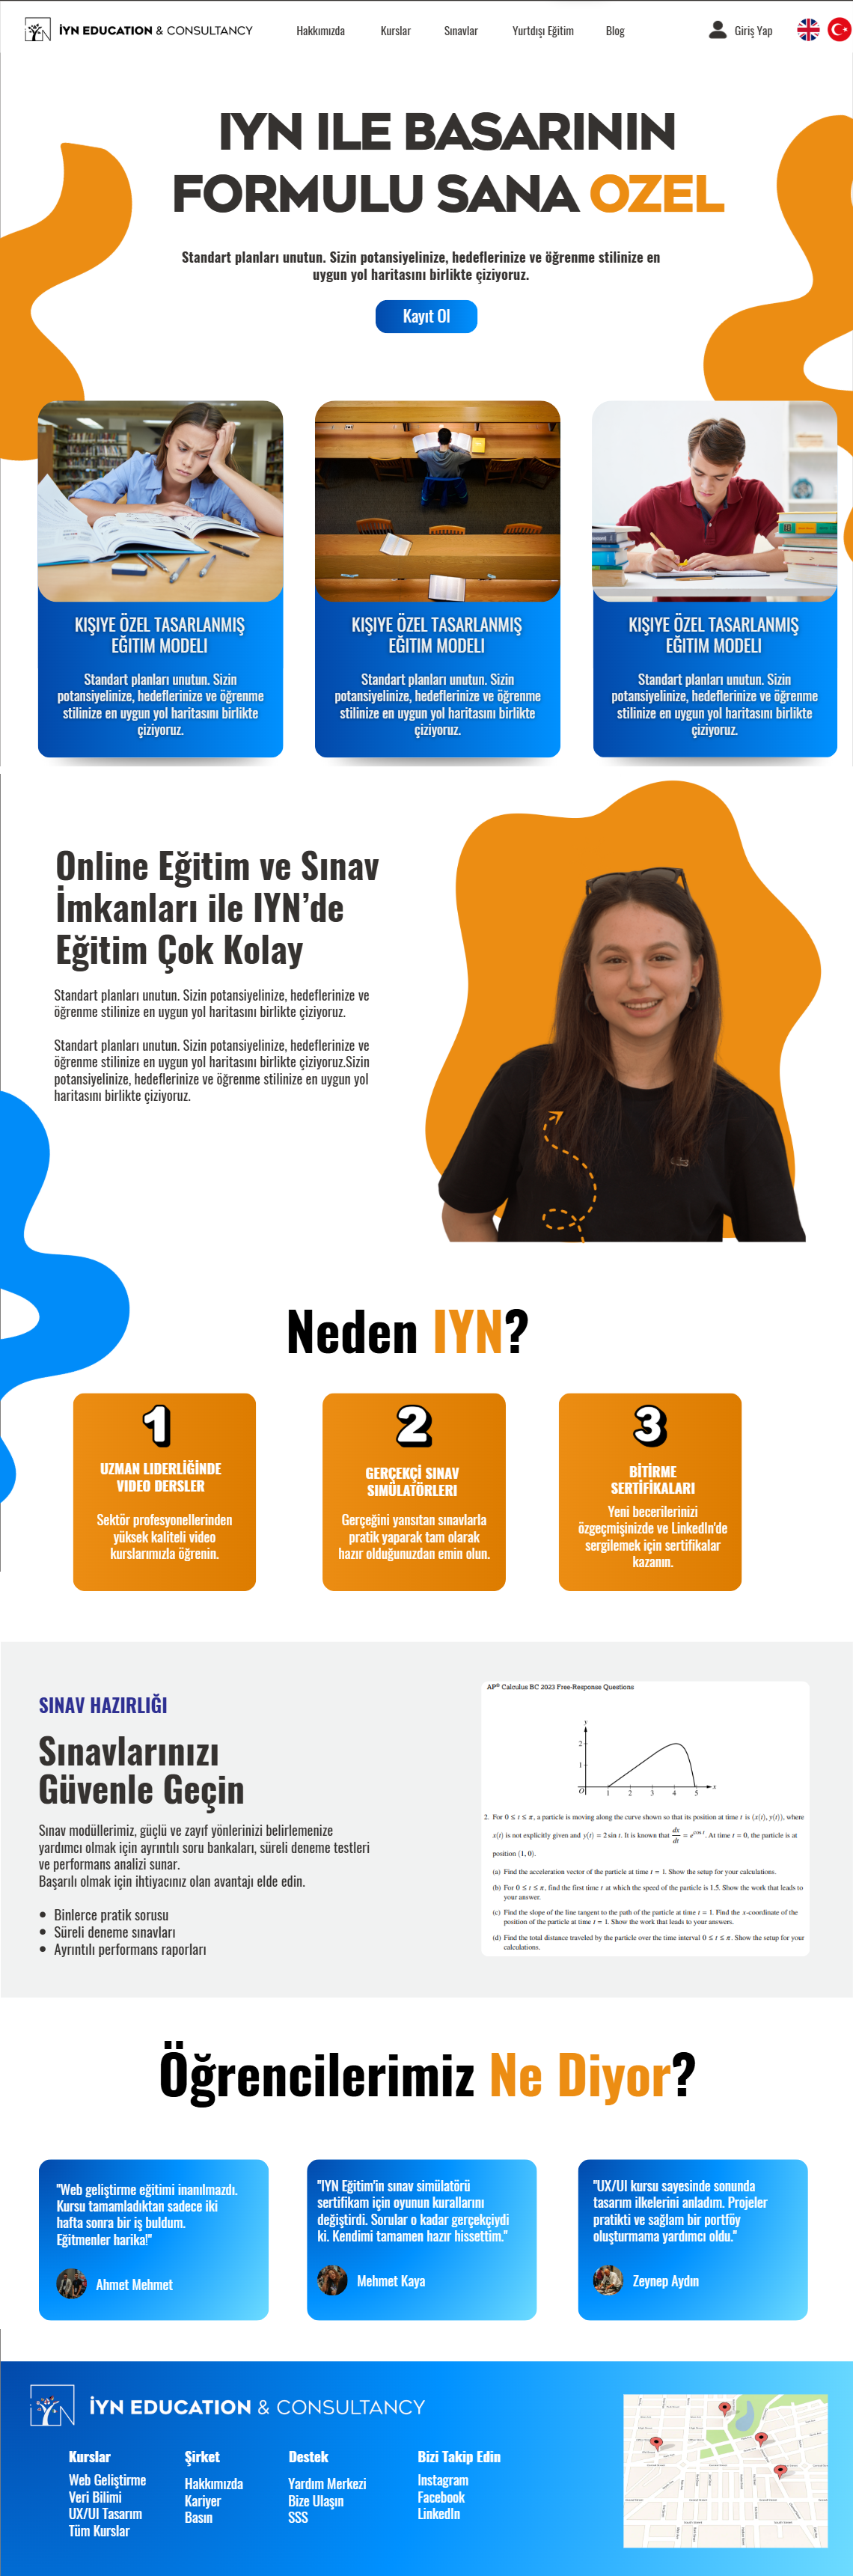 İYN EDUCATION & CONSULTANCY
Hakkımızda
Kurslar
Sınavlar
Yurtdışı Eğitim
Blog
Giriş Yap
IYN ILE BASARININ
FORMULU SANA OZEL
Standart planları unutun. Sizin potansiyelinize, hedeflerinize ve öğrenme stilinize en
uygun yol haritasını birlikte çiziyoruz.
Kayıt Ol
KIŞIYE ÖZEL TASARLANMIŞ
EĞITIM MODELI
Standart planları unutun. Sizin
potansiyelinize, hedeflerinize ve öğrenme
stilinize en uygun yol haritasını birlikte
çiziyoruz.
KIŞIYE ÖZEL TASARLANMIŞ
EĞITIM MODELI
Standart planları unutun. Sizin
potansiyelinize, hedeflerinize ve öğrenme
stilinize en uygun yol haritasını birlikte
çiziyoruz.
KIŞIYE ÖZEL TASARLANMIŞ
EĞITIM MODELI
Standart planları unutun. Sizin
potansiyelinize, hedeflerinize ve öğrenme
stilinize en uygun yol haritasını birlikte
çiziyoruz.
Online Eğitim ve Sınav
İmkanları ile IYN’de
Eğitim Çok Kolay
Standart planları unutun. Sizin potansiyelinize, hedeflerinize ve
öğrenme stilinize en uygun yol haritasını birlikte çiziyoruz.
Standart planları unutun. Sizin potansiyelinize, hedeflerinize ve
öğrenme stilinize en uygun yol haritasını birlikte çiziyoruz.Sizin
potansiyelinize, hedeflerinize ve öğrenme stilinize en uygun yol
haritasını birlikte çiziyoruz.
Neden IYN?
1
UZMAN LIDERLIĞINDE
VIDEO DERSLER
Sektör profesyonellerinden
yüksek kaliteli video
kurslarımızla öğrenin.
2
GERÇEKÇI SINAV
SIMÜLATÖRLERI
Gerçeğini yansıtan sınavlarla
pratik yaparak tam olarak
hazır olduğunuzdan emin olun.
3
BİTİRME
SERTİFİKALARI
Yeni becerilerinizi
özgeçmişinizde ve LinkedIn'de
sergilemek için sertifikalar
kazanın.
SINAV HAZIRLIĞI
Sınavlarınızı
Güvenle Geçin
Sınav modüllerimiz, güçlü ve zayıf yönlerinizi belirlemenize
yardımcı olmak için ayrıntılı soru bankaları, süreli deneme testleri
ve performans analizi sunar.
Başarılı olmak için ihtiyacınız olan avantajı elde edin.
• Binlerce pratik sorusu
• Süreli deneme sınavları
• Ayrıntılı performans raporları
AP® Calculus BC 2023 Free-Response Questions
y
2
1
O 1 2 3 4 5 x
2. For 0 ≤ t ≤ π, a particle is moving along the curve shown so that its position at time t is (x(t), y(t)), where
x(t) is not explicitly given and y(t) = 2 sin t. It is known that dx/dt = e^(cos t). At time t = 0, the particle is at
position (1, 0).
(a) Find the acceleration vector of the particle at time t = 1. Show the setup for your calculations.
(b) For 0 ≤ t ≤ π, find the first time t at which the speed of the particle is 1.5. Show the work that leads to
your answer.
(c) Find the slope of the line tangent to the path of the particle at time t = 1. Find the x-coordinate of the
position of the particle at time t = 1. Show the work that leads to your answers.
(d) Find the total distance traveled by the particle over the time interval 0 ≤ t ≤ π. Show the setup for your
calculations.
Öğrencilerimiz Ne Diyor?
"Web geliştirme eğitimi inanılmazdı.
Kursu tamamladıktan sadece iki
hafta sonra bir iş buldum.
Eğitmenler harika!"
Ahmet Mehmet
"IYN Eğitim'in sınav simülatörü
sertifikam için oyunun kurallarını
değiştirdi. Sorular o kadar gerçekçiydi
ki. Kendimi tamamen hazır hissettim."
Mehmet Kaya
"UX/UI kursu sayesinde sonunda
tasarım ilkelerini anladım. Projeler
pratikti ve sağlam bir portföy
oluşturmama yardımcı oldu."
Zeynep Aydın
İYN EDUCATION & CONSULTANCY
Kurslar
Web Geliştirme
Veri Bilimi
UX/UI Tasarım
Tüm Kurslar
Şirket
Hakkımızda
Kariyer
Basın
Destek
Yardım Merkezi
Bize Ulaşın
SSS
Bizi Takip Edin
Instagram
Facebook
LinkedIn